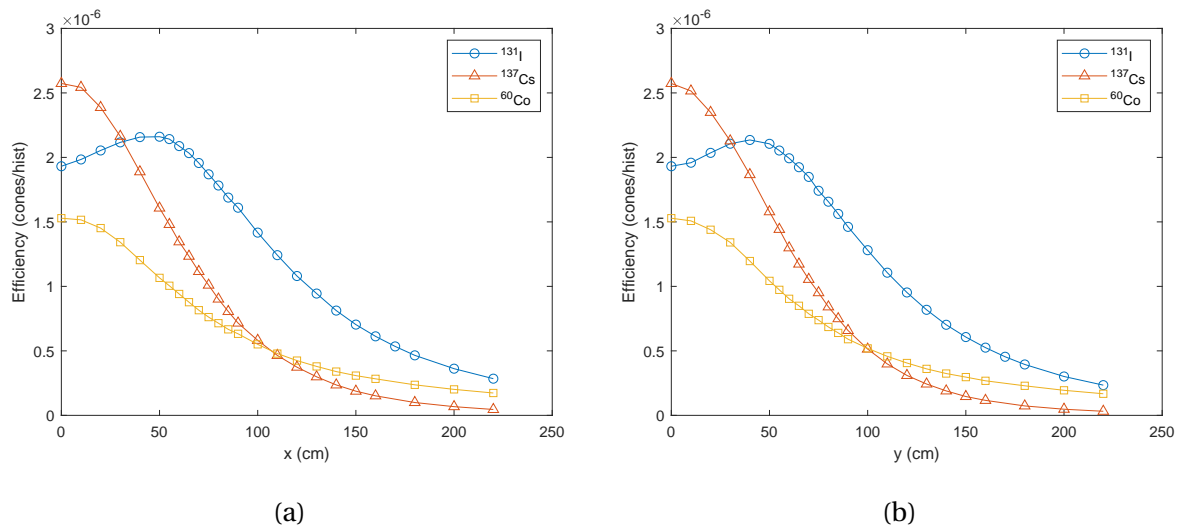 ×10⁻⁶
3
2.5
2
1.5
1
0.5
0
0 50 100 150 200 250
x (cm)
Efficiency (cones/hist)
¹³¹I
¹³⁷Cs
⁶⁰Co
(a)
×10⁻⁶
3
2.5
2
1.5
1
0.5
0
0 50 100 150 200 250
y (cm)
Efficiency (cones/hist)
¹³¹I
¹³⁷Cs
⁶⁰Co
(b)